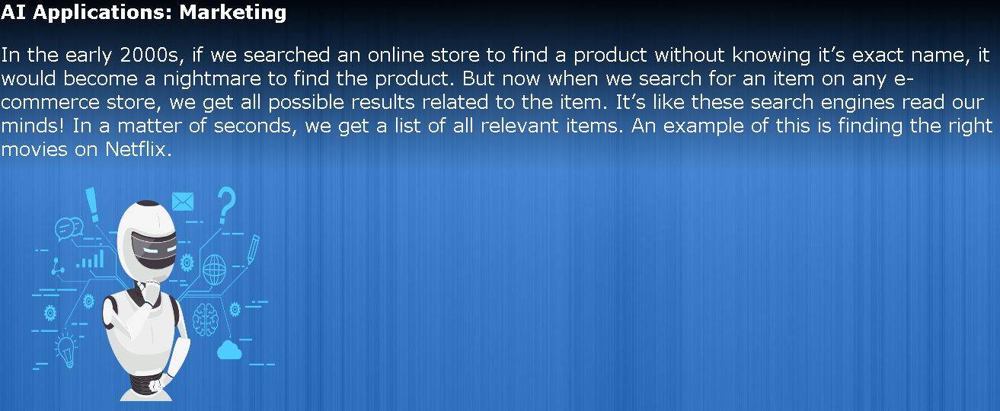 AI Applications: Marketing
In the early 2000s, if we searched an online store to find a product without knowing it’s exact name, it
would become a nightmare to find the product. But now when we search for an item on any e-
commerce store, we get all possible results related to the item. It’s like these search engines read our
minds! In a matter of seconds, we get a list of all relevant items. An example of this is finding the right
movies on Netflix.